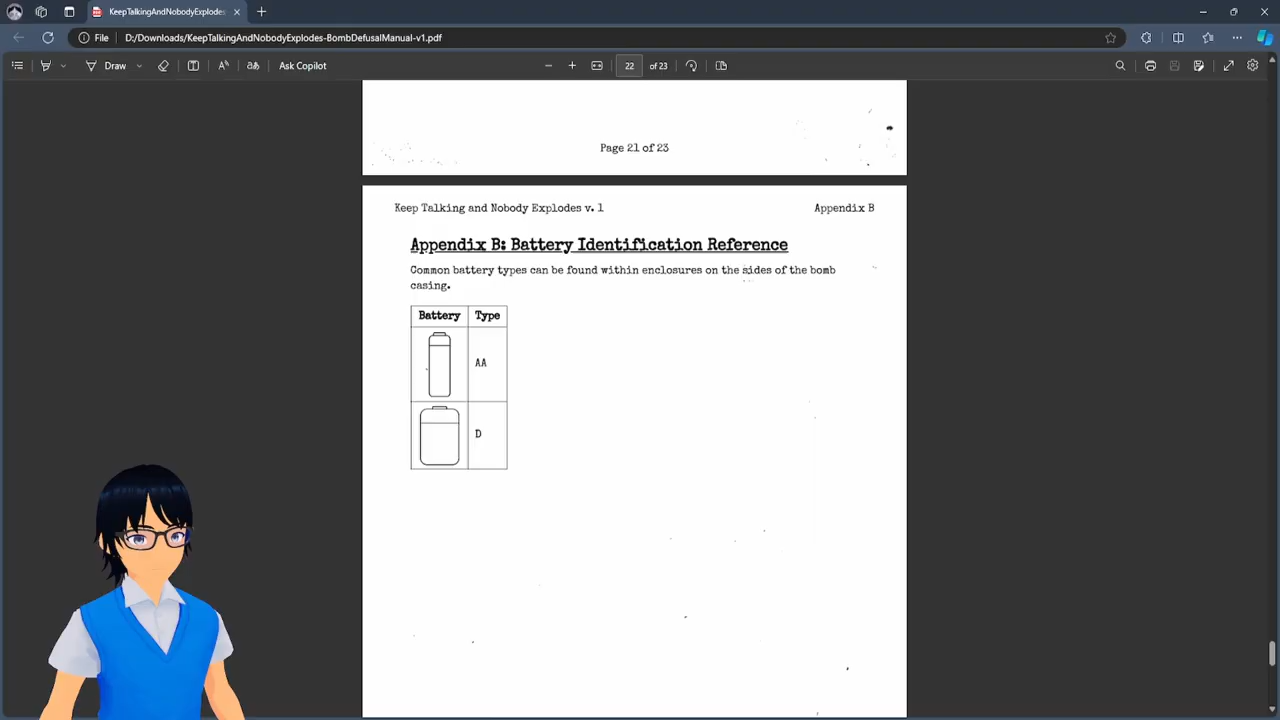 KeepTalkingAndNobodyExplodes
File D:/Downloads/KeepTalkingAndNobodyExplodes-BombDefusalManual-v1.pdf
Draw Ask Copilot 22 of 23
Page 21 of 23
Keep Talking and Nobody Explodes v. 1 Appendix B
Appendix B: Battery Identification Reference
Common battery types can be found within enclosures on the sides of the bomb
casing.
Battery Type
AA
D